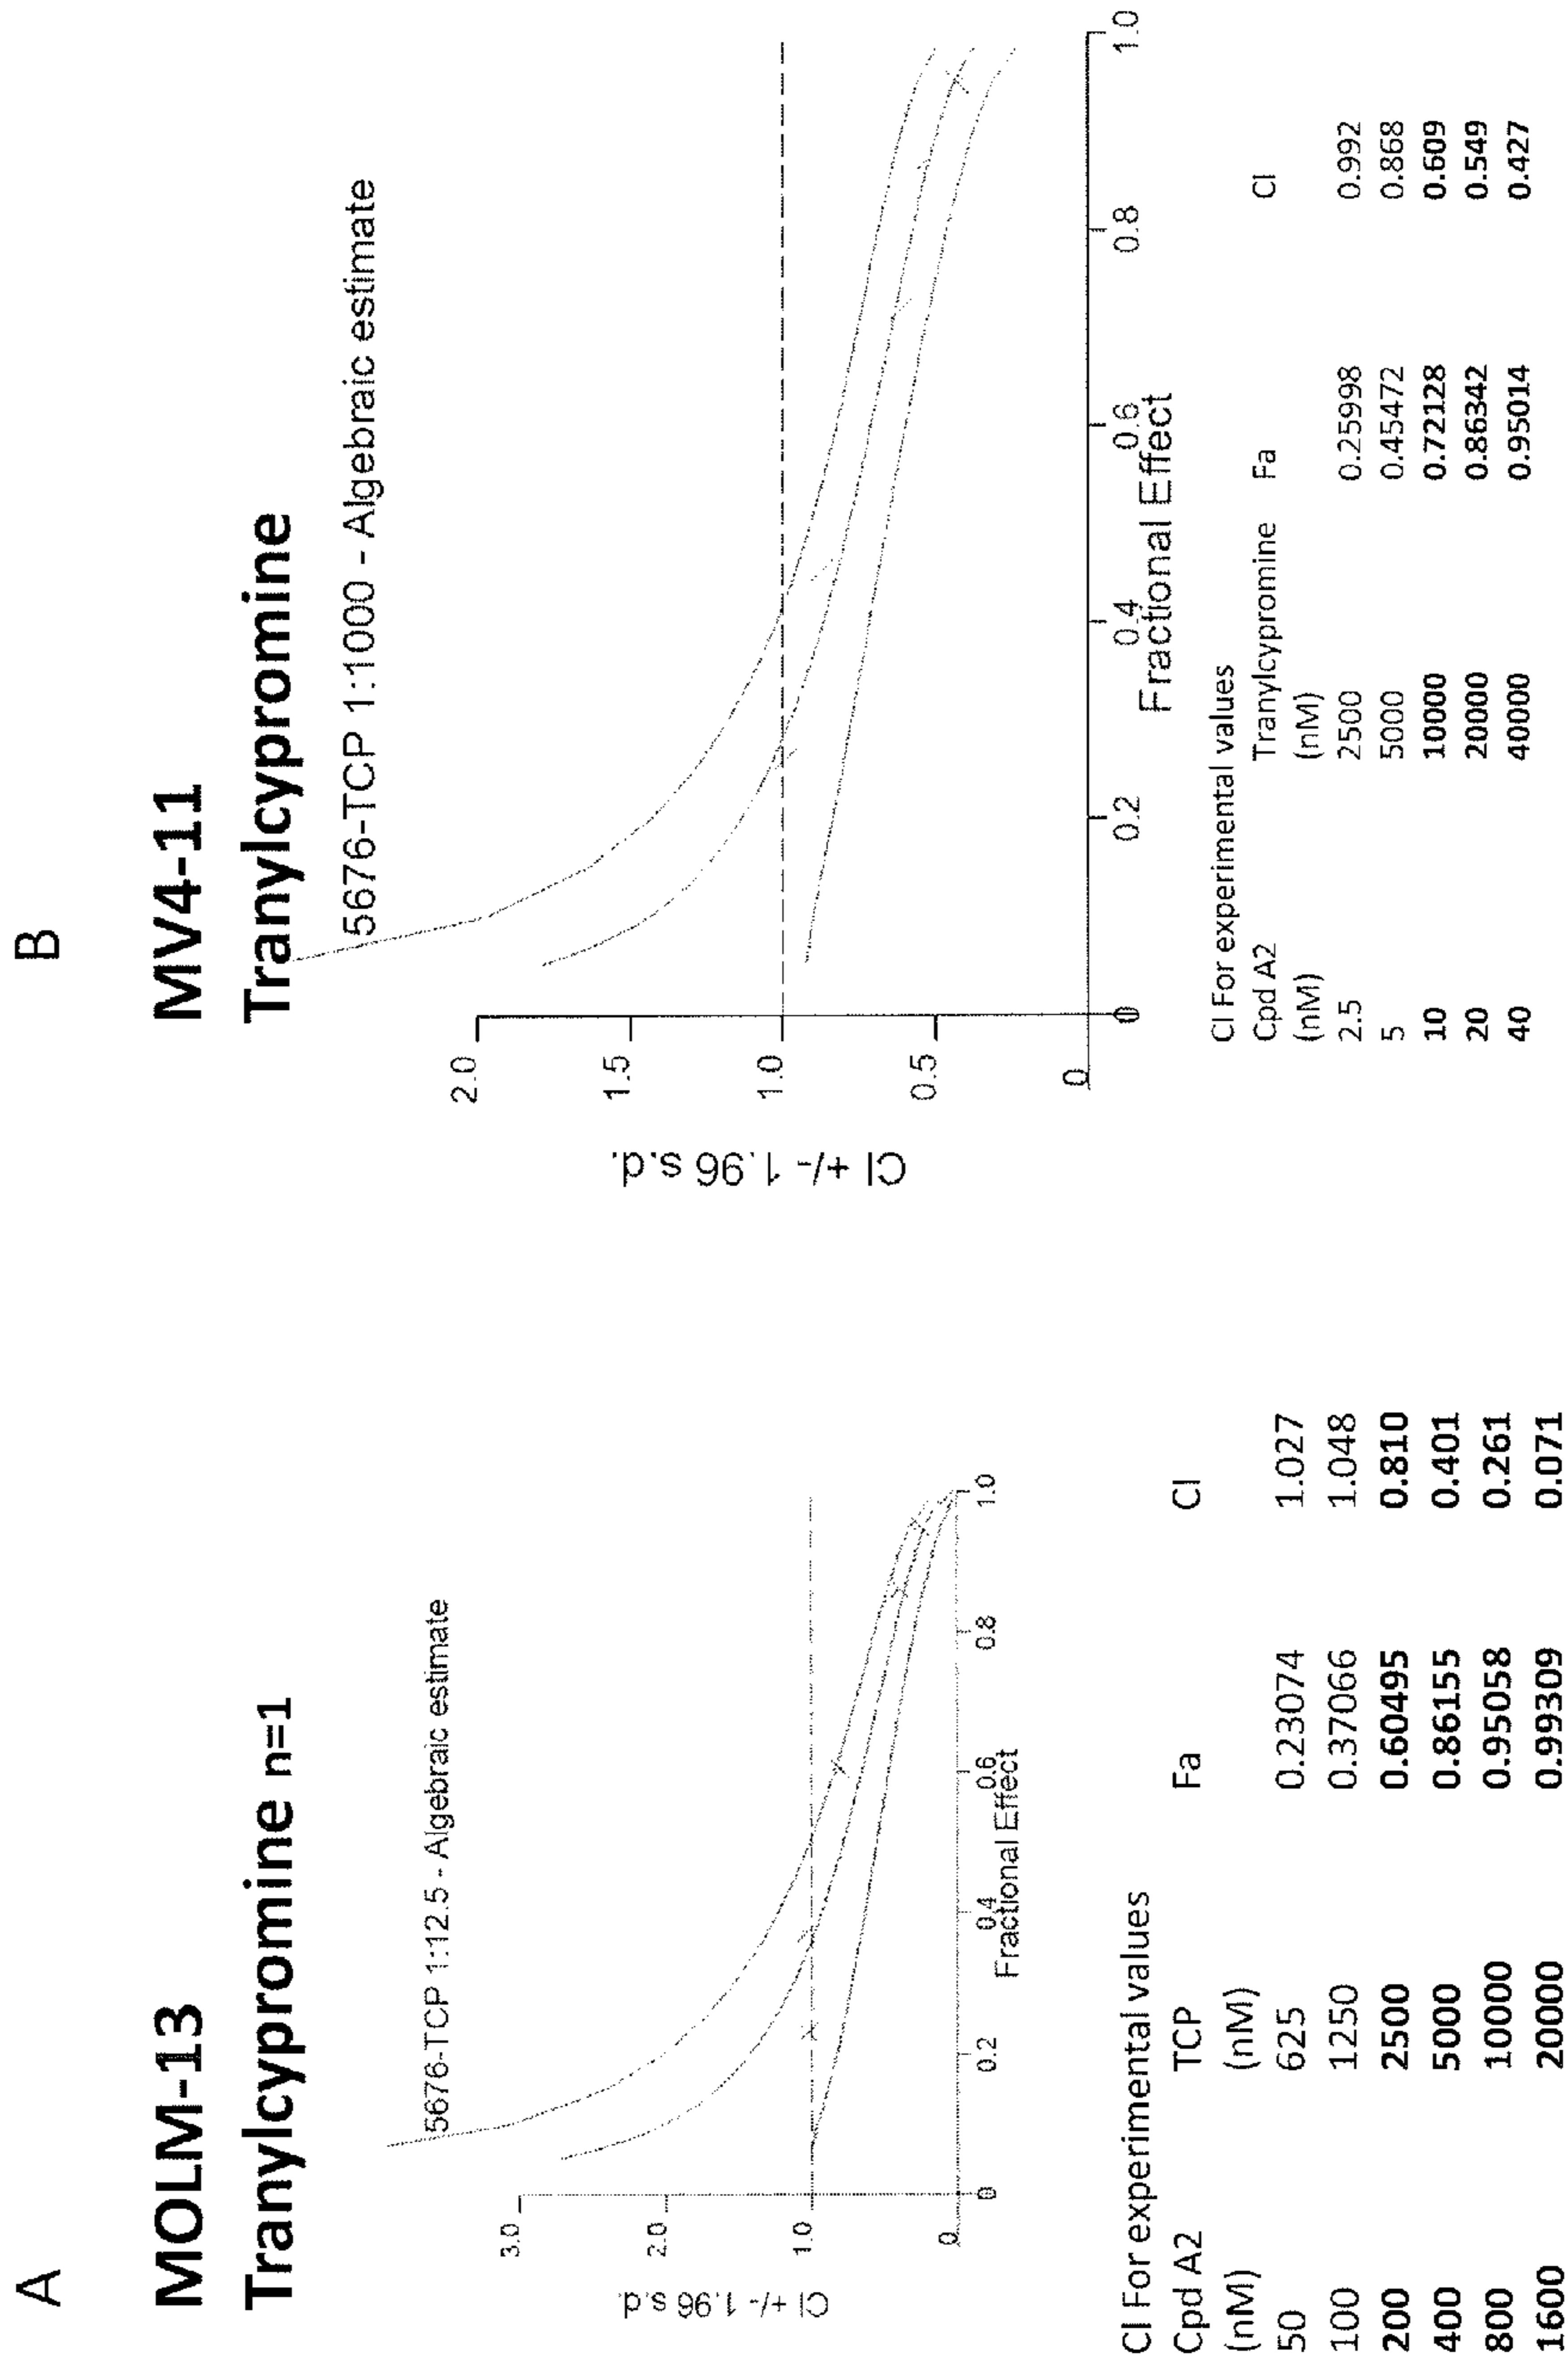 A
MOLM-13
Tranylcypromine n=1
5676-TCP 1:12.5 - Algebraic estimate
CI +/- 1.96 s.d.
3.0
2.0
1.0
0
0 0.2 0.4 0.6 0.8 1.0
Fractional Effect
CI For experimental values
Cpd A2 TCP Fa CI
(nM) (nM)
50 625 0.23074 1.027
100 1250 0.37066 1.048
200 2500 0.60495 0.810
400 5000 0.86155 0.401
800 10000 0.95058 0.261
1600 20000 0.99309 0.071
B
MV4-11
Tranylcypromine
5676-TCP 1:1000 - Algebraic estimate
CI +/- 1.96 s.d.
2.0
1.5
1.0
0.5
0
0 0.2 0.4 0.6 0.8 1.0
Fractional Effect
CI For experimental values
Cpd A2 Tranylcypromine Fa CI
(nM) (nM)
2.5 2500 0.25998 0.992
5 5000 0.45472 0.868
10 10000 0.72128 0.609
20 20000 0.86342 0.549
40 40000 0.95014 0.427